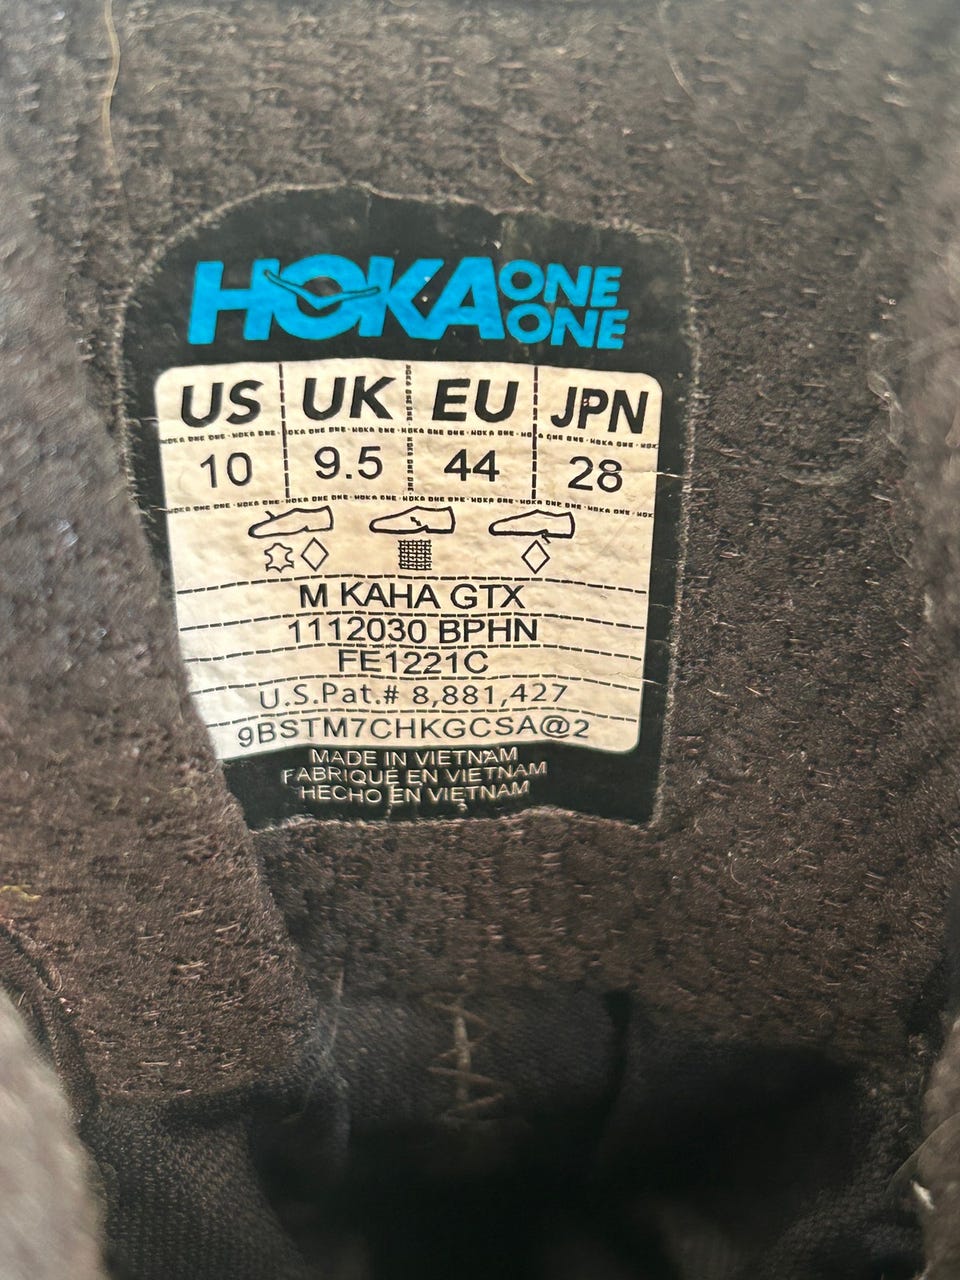 HOKA ONE ONE
US UK EU JPN
10 9.5 44 28
M KAHA GTX
1112030 BPHN
FE1221C
U.S.Pat.# 8,881,427
9BSTM7CHKGCSA@2
MADE IN VIETNAM
FABRIQUÉ EN VIETNAM
HECHO EN VIETNAM